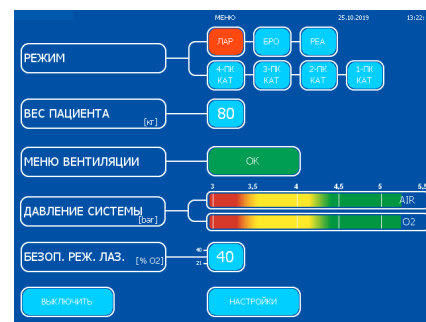 МЕНЮ 25.10.2019 13:22:
ЛАР БРО РЕА
РЕЖИМ
4-ПК 3-ПК 2-ПК 1-ПК
КАТ КАТ КАТ КАТ
ВЕС ПАЦИЕНТА [кг] 80
МЕНЮ ВЕНТИЛЯЦИИ OK
3 3,5 4 4,5 5 5,5
AIR
ДАВЛЕНИЕ СИСТЕМЫ [bar]
O2
40
БЕЗОП. РЕЖ. ЛАЗ. [% O2] 40
21
ВЫКЛЮЧИТЬ НАСТРОЙКИ